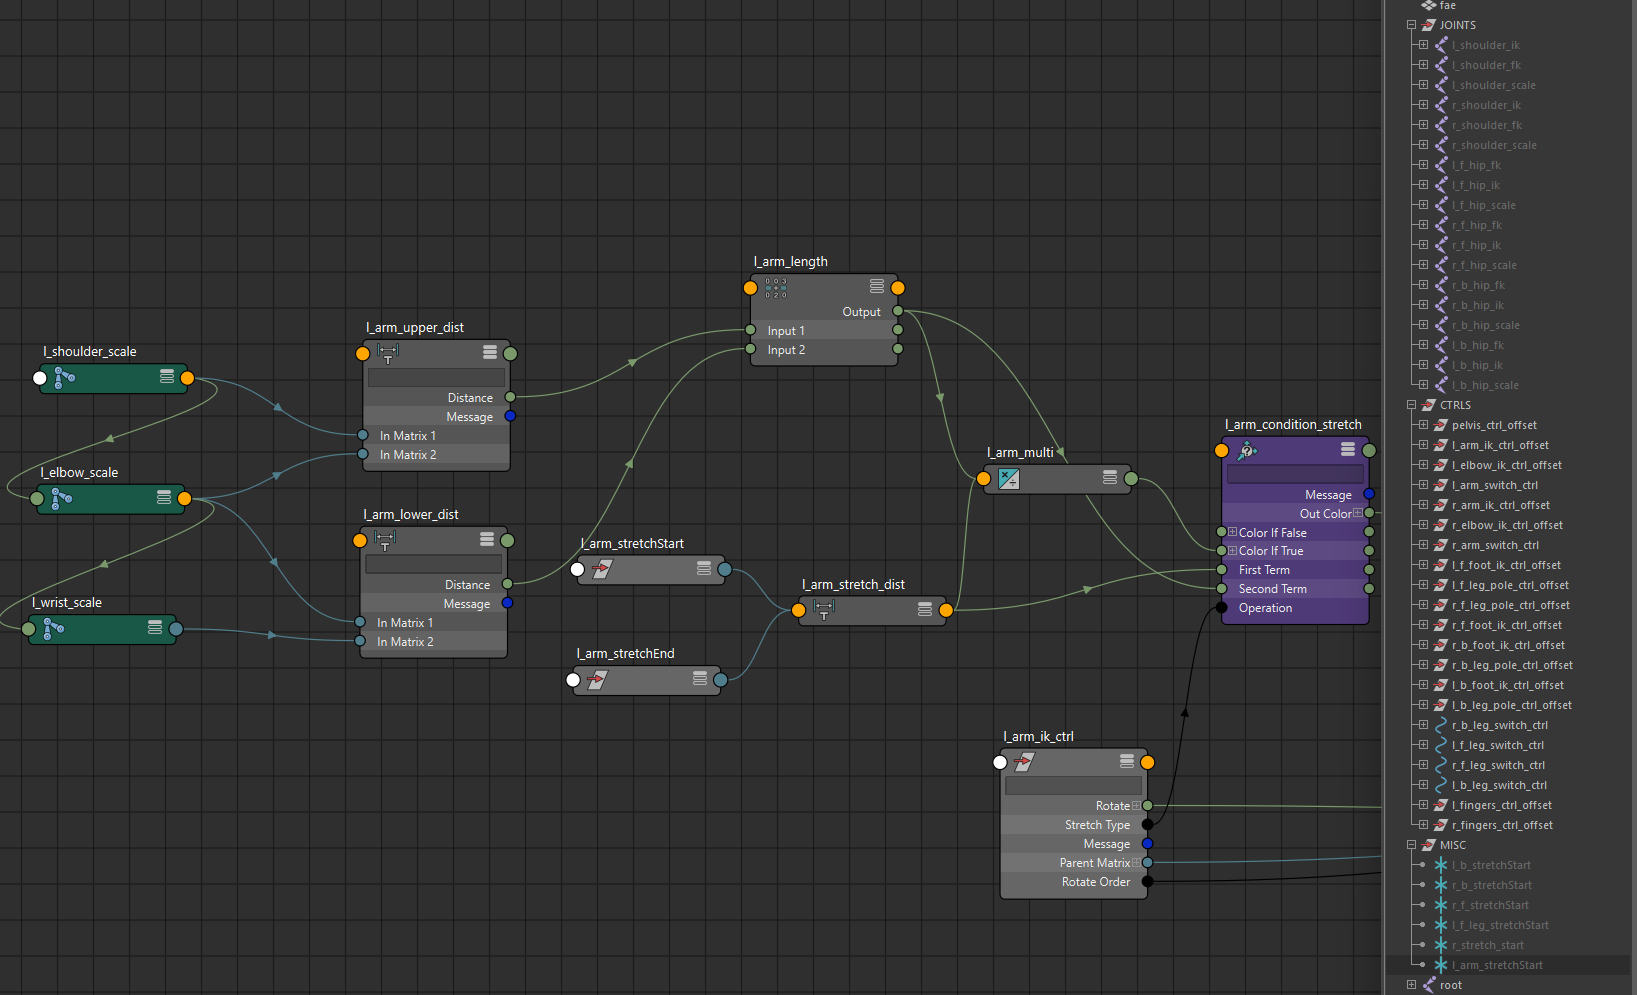 l_shoulder_scale
l_elbow_scale
l_wrist_scale
l_arm_upper_dist
Distance
Message
In Matrix 1
In Matrix 2
l_arm_lower_dist
Distance
Message
In Matrix 1
In Matrix 2
l_arm_length
Output
Input 1
Input 2
l_arm_stretchStart
l_arm_stretchEnd
l_arm_stretch_dist
l_arm_multi
l_arm_condition_stretch
Message
Out Color
Color If False
Color If True
First Term
Second Term
Operation
l_arm_ik_ctrl
Rotate
Stretch Type
Message
Parent Matrix
Rotate Order
fae
JOINTS
l_shoulder_ik
l_shoulder_fk
l_shoulder_scale
r_shoulder_ik
r_shoulder_fk
r_shoulder_scale
l_f_hip_fk
l_f_hip_ik
l_f_hip_scale
r_f_hip_fk
r_f_hip_ik
r_f_hip_scale
r_b_hip_fk
r_b_hip_ik
r_b_hip_scale
l_b_hip_fk
l_b_hip_ik
l_b_hip_scale
CTRLS
pelvis_ctrl_offset
l_arm_ik_ctrl_offset
l_elbow_ik_ctrl_offset
l_arm_switch_ctrl
r_arm_ik_ctrl_offset
r_elbow_ik_ctrl_offset
r_arm_switch_ctrl
l_f_foot_ik_ctrl_offset
l_f_leg_pole_ctrl_offset
r_f_leg_pole_ctrl_offset
r_f_foot_ik_ctrl_offset
r_b_foot_ik_ctrl_offset
r_b_leg_pole_ctrl_offset
l_b_foot_ik_ctrl_offset
l_b_leg_pole_ctrl_offset
r_b_leg_switch_ctrl
l_f_leg_switch_ctrl
r_f_leg_switch_ctrl
l_b_leg_switch_ctrl
l_fingers_ctrl_offset
r_fingers_ctrl_offset
MISC
l_b_stretchStart
r_b_stretchStart
r_f_stretchStart
l_f_leg_stretchStart
r_stretch_start
l_arm_stretchStart
root